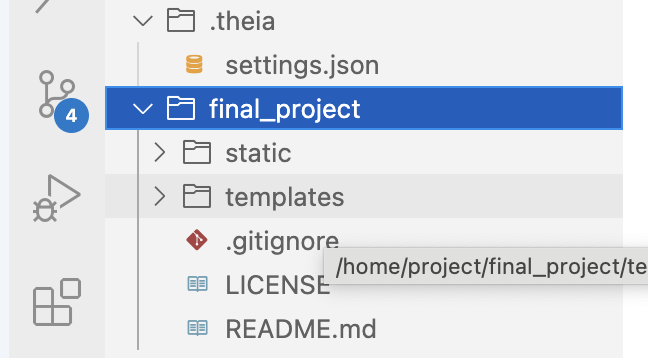 .theia
settings.json
4
final_project
static
templates
.gitignore
/home/project/final_project/te
LICENSE
README.md